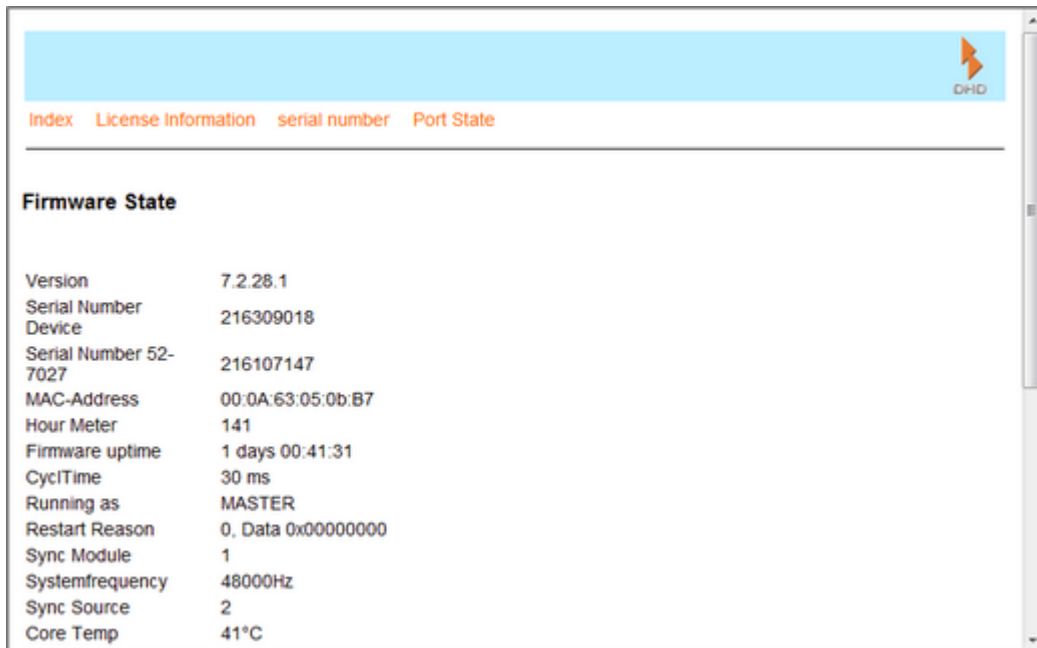 DHD
Index License Information serial number Port State
Firmware State
Version 7.2.28.1
Serial Number Device 216309018
Serial Number 52-7027 216107147
MAC-Address 00:0A:63:05:0b:B7
Hour Meter 141
Firmware uptime 1 days 00:41:31
CyclTime 30 ms
Running as MASTER
Restart Reason 0, Data 0x00000000
Sync Module 1
Systemfrequency 48000Hz
Sync Source 2
Core Temp 41°C